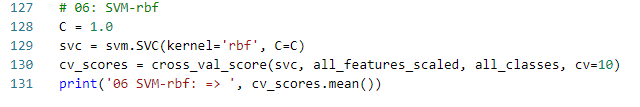 127 # 06: SVM-rbf
128 C = 1.0
129 svc = svm.SVC(kernel='rbf', C=C)
130 cv_scores = cross_val_score(svc, all_features_scaled, all_classes, cv=10)
131 print('06 SVM-rbf: => ', cv_scores.mean())